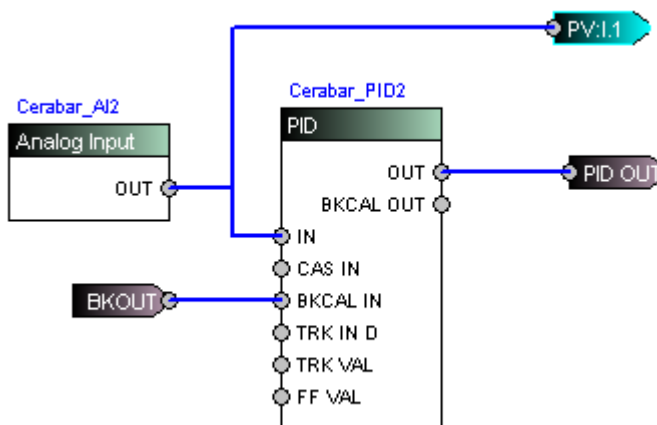 PV:I.1
Cerabar_PID2
Cerabar_AI2
PID
Analog Input
OUT
PID OUT
OUT
BKCAL OUT
IN
CAS IN
BKOUT
BKCAL IN
TRK IN D
TRK VAL
FF VAL